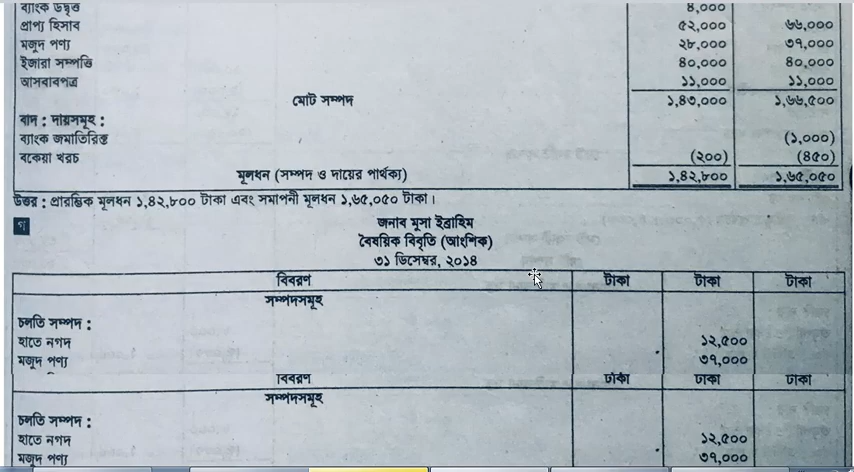 ব্যাংক উদ্বৃত্ত ৪,০০০
প্রাপ্য হিসাব ৫২,০০০ ৬৬,০০০
মজুদ পণ্য ২৮,০০০ ৩৭,০০০
ইজারা সম্পত্তি ৪০,০০০ ৪০,০০০
আসবাবপত্র ১১,০০০ ১১,০০০
মোট সম্পদ ১,৪৩,০০০ ১,৬৬,৫০০
বাদ : দায়সমূহ :
ব্যাংক জমাতিরিক্ত (১,০০০)
বকেয়া খরচ (২০০) (৪৫০)
মূলধন (সম্পদ ও দায়ের পার্থক্য) ১,৪২,৮০০ ১,৬৫,০৫০
উত্তর : প্রারম্ভিক মূলধন ১,৪২,৮০০ টাকা এবং সমাপনী মূলধন ১,৬৫,০৫০ টাকা।
গ জনাব মুসা ইব্রাহিম
বৈষয়িক বিবৃতি (আংশিক)
৩১ ডিসেম্বর, ২০১৪
বিবরণ টাকা টাকা টাকা
সম্পদসমূহ
চলতি সম্পদ :
হাতে নগদ ১২,৫০০
মজুদ পণ্য ৩৭,০০০
বিবরণ টাকা টাকা টাকা
সম্পদসমূহ
চলতি সম্পদ :
হাতে নগদ ১২,৫০০
মজুদ পণ্য ৩৭,০০০